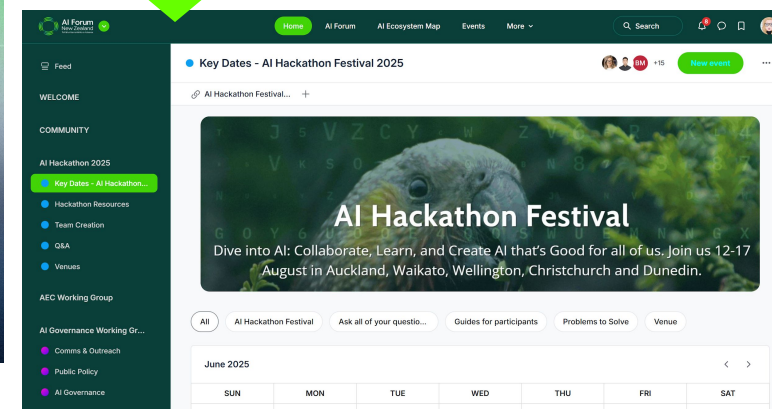 AI Forum
New Zealand
Home
AI Forum
AI Ecosystem Map
Events
More
Search
8
Feed
WELCOME
COMMUNITY
AI Hackathon 2025
Key Dates - AI Hackathon...
Hackathon Resources
Team Creation
Q&A
Venues
AEC Working Group
AI Governance Working Gr...
Comms & Outreach
Public Policy
AI Governance
Key Dates - AI Hackathon Festival 2025
BM
+15
New event
AI Hackathon Festival...
AI Hackathon Festival
Dive into AI: Collaborate, Learn, and Create AI that's Good for all of us. Join us 12-17
August in Auckland, Waikato, Wellington, Christchurch and Dunedin.
All
AI Hackathon Festival
Ask all of your questio...
Guides for participants
Problems to Solve
Venue
June 2025
SUN MON TUE WED THU FRI SAT